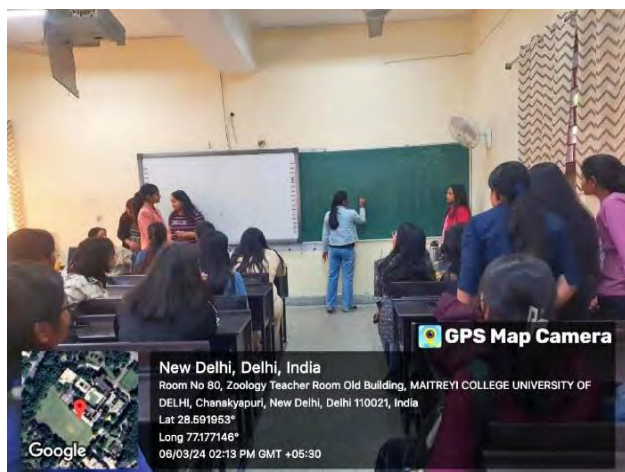 GPS Map Camera
New Delhi, Delhi, India
Room No 80, Zoology Teacher Room Old Building, MAITREYI COLLEGE UNIVERSITY OF
DELHI, Chanakyapuri, New Delhi, Delhi 110021, India
Lat 28.591953°
Long 77.177146°
06/03/24 02:13 PM GMT +05:30
Google